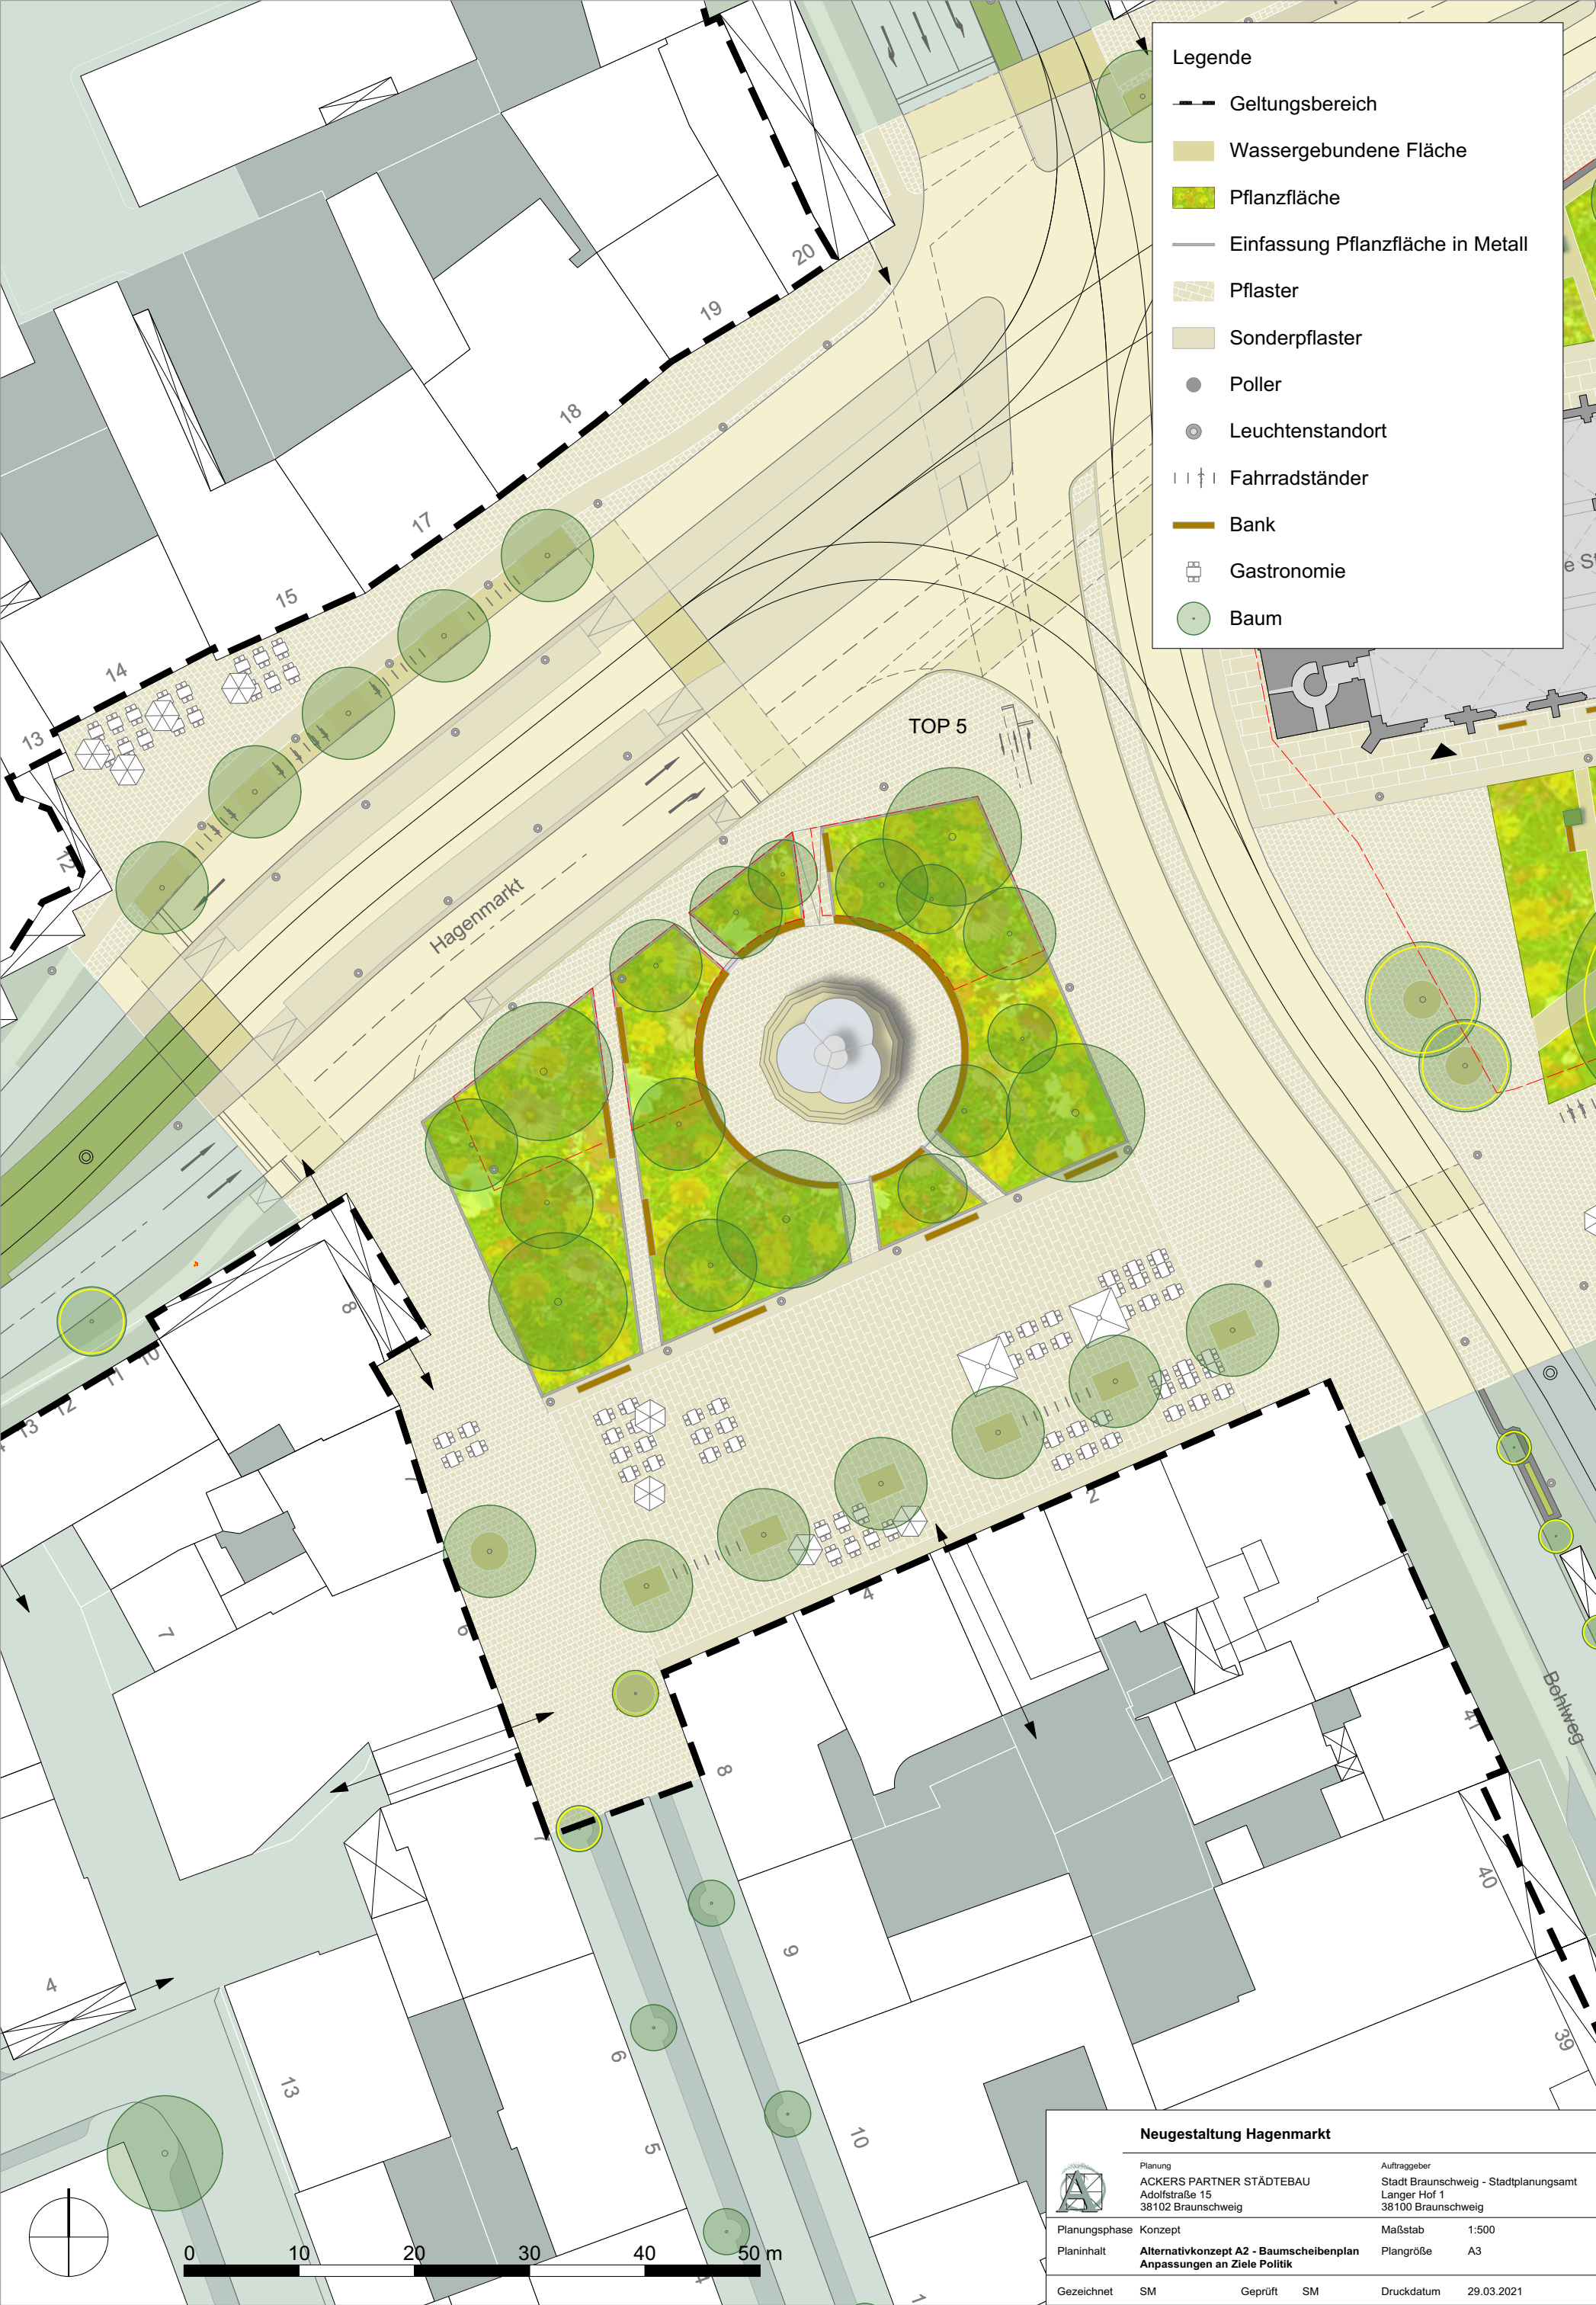 Legende
Geltungsbereich
Wassergebundene Fläche
Pflanzfläche
Einfassung Pflanzfläche in Metall
Pflaster
Sonderpflaster
Poller
Leuchtenstandort
Fahrradständer
Bank
Gastronomie
Baum
20
19
18
17
15
14
13
12
TOP 5
Hagenmarkt
8
10
11
12
13
7
6
7
2
4
7
8
9
41
40
39
Bohlweg
4
13
6
5
10
4
1
0 10 20 30 40 50 m
Neugestaltung Hagenmarkt
Planung
ACKERS PARTNER STÄDTEBAU
Adolfstraße 15
38102 Braunschweig
Auftraggeber
Stadt Braunschweig - Stadtplanungsamt
Langer Hof 1
38100 Braunschweig
Planungsphase Konzept
Maßstab 1:500
Planinhalt Alternativkonzept A2 - Baumscheibenplan
Anpassungen an Ziele Politik
Plangröße A3
Gezeichnet SM Geprüft SM Druckdatum 29.03.2021